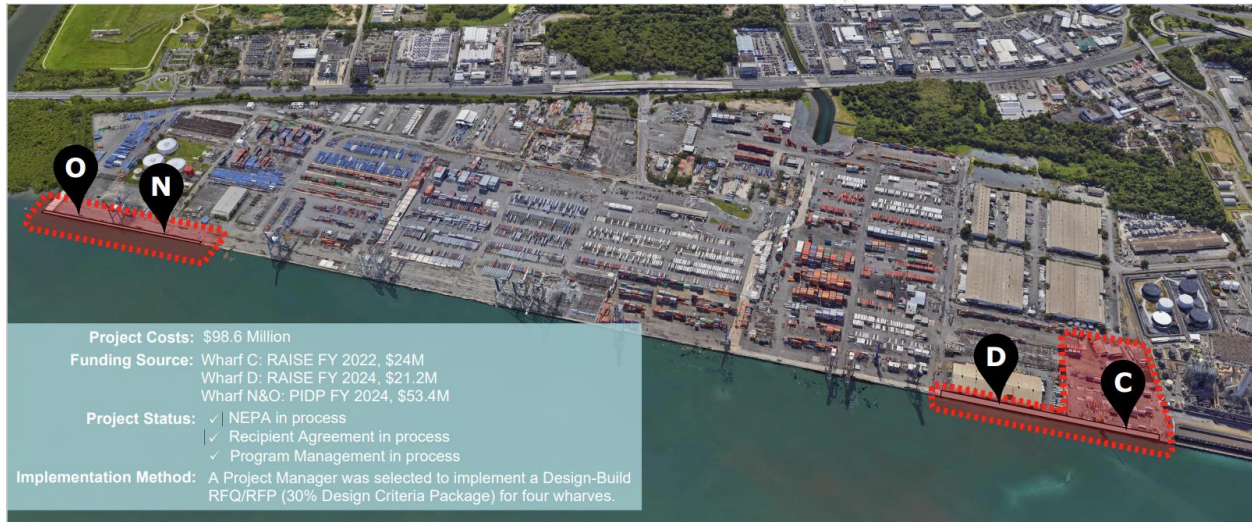 O
N
D
C
Project Costs: $98.6 Million
Funding Source: Wharf C: RAISE FY 2022, $24M
Wharf D: RAISE FY 2024, $21.2M
Wharf N&O: PIDP FY 2024, $53.4M
Project Status: ✓ NEPA in process
✓ Recipient Agreement in process
✓ Program Management in process
Implementation Method: A Project Manager was selected to implement a Design-Build
RFQ/RFP (30% Design Criteria Package) for four wharves.